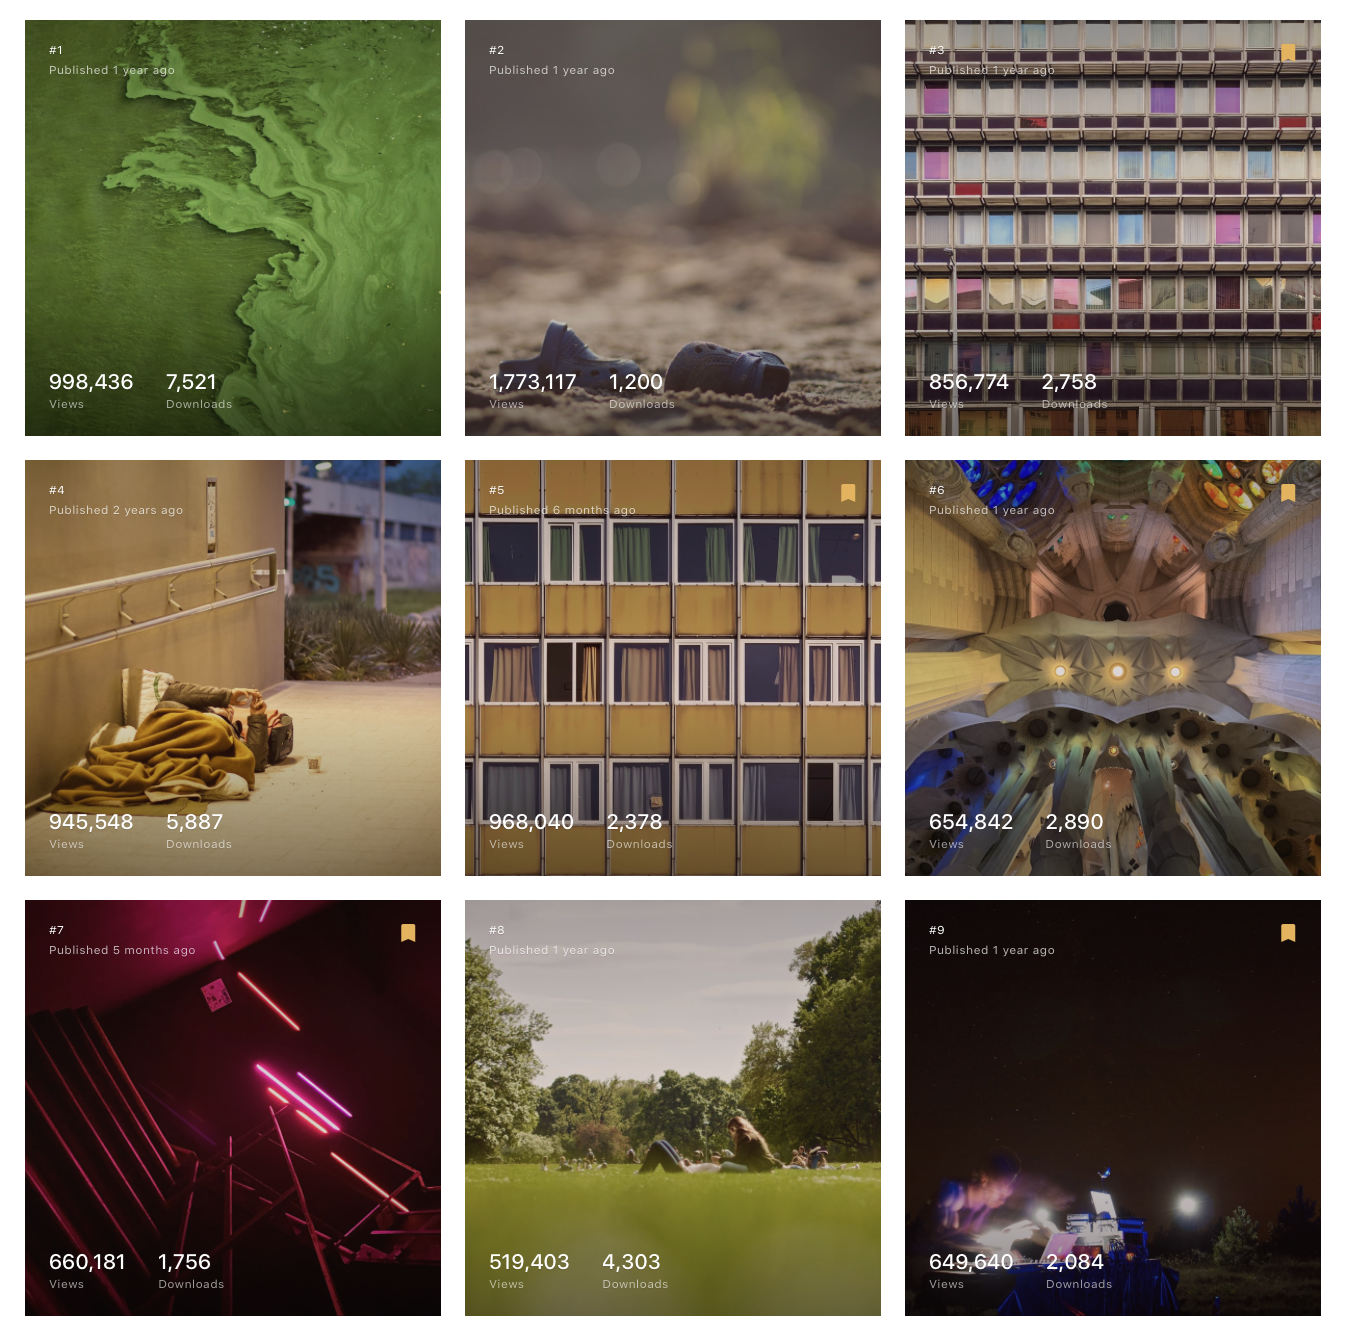 #1
Published 1 year ago
998,436 7,521
Views Downloads
#2
Published 1 year ago
1,773,117 1,200
Views Downloads
#3
Published 1 year ago
856,774 2,758
Views Downloads
#4
Published 2 years ago
945,548 5,887
Views Downloads
#5
Published 6 months ago
968,040 2,378
Views Downloads
#6
Published 1 year ago
654,842 2,890
Views Downloads
#7
Published 5 months ago
660,181 1,756
Views Downloads
#8
Published 1 year ago
519,403 4,303
Views Downloads
#9
Published 1 year ago
649,640 2,084
Views Downloads